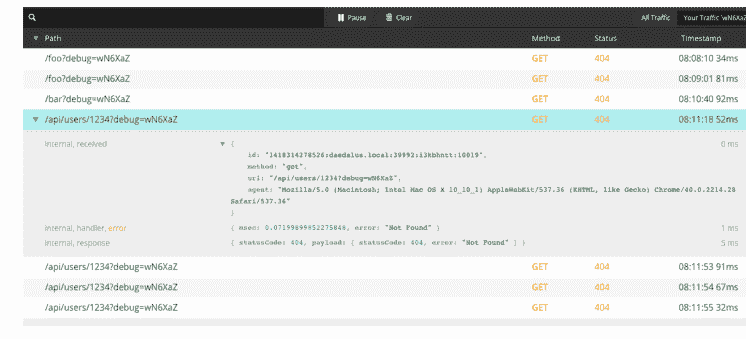 Pause Clear All Traffic Your Traffic 'wN6XaZ
Path Method Status Timestamp
/foo?debug=wN6XaZ GET 404 08:08:10 34ms
/foo?debug=wN6XaZ GET 404 08:09:01 81ms
/bar?debug=wN6XaZ GET 404 08:10:40 92ms
/api/users/1234?debug=wN6XaZ GET 404 08:11:18 52ms
Internal, received { 0 ms
id: "1418314278526:daedalus.local:39992:i3kbhntt:10019",
method: "get",
url: "/api/users/1234?debug=wN6XaZ",
agent: "Mozilla/5.0 (Macintosh; Intel Mac OS X 10_10_1) AppleWebKit/537.36 (KHTML, like Gecko) Chrome/40.0.2214.28
Safari/537.36"
}
Internal, handler, error { msec: 0.07199899652275846, error: "Not Found" } 1 ms
Internal, response { statusCode: 404, payload: { statusCode: 404, error: "Not Found" } } 5 ms
/api/users/1234?debug=wN6XaZ GET 404 08:11:53 91ms
/api/users/1234?debug=wN6XaZ GET 404 08:11:54 67ms
/api/users/1234?debug=wN6XaZ GET 404 08:11:55 32ms